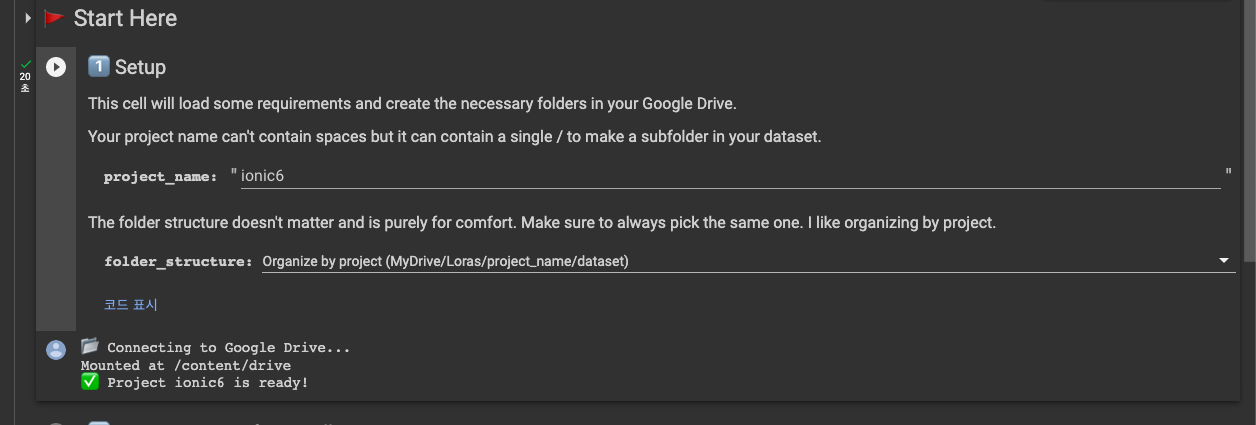 Start Here
20
초
1 Setup
This cell will load some requirements and create the necessary folders in your Google Drive.
Your project name can't contain spaces but it can contain a single / to make a subfolder in your dataset.
project_name: "ionic6"
The folder structure doesn't matter and is purely for comfort. Make sure to always pick the same one. I like organizing by project.
folder_structure: Organize by project (MyDrive/Loras/project_name/dataset)
코드 표시
Connecting to Google Drive...
Mounted at /content/drive
Project ionic6 is ready!